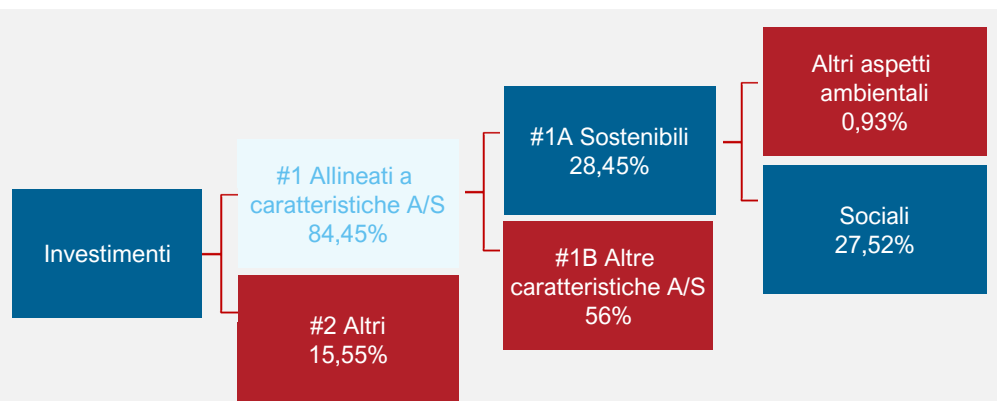 Investimenti
#1 Allineati a
caratteristiche A/S
84,45%
#2 Altri
15,55%
#1A Sostenibili
28,45%
#1B Altre
caratteristiche A/S
56%
Altri aspetti
ambientali
0,93%
Sociali
27,52%